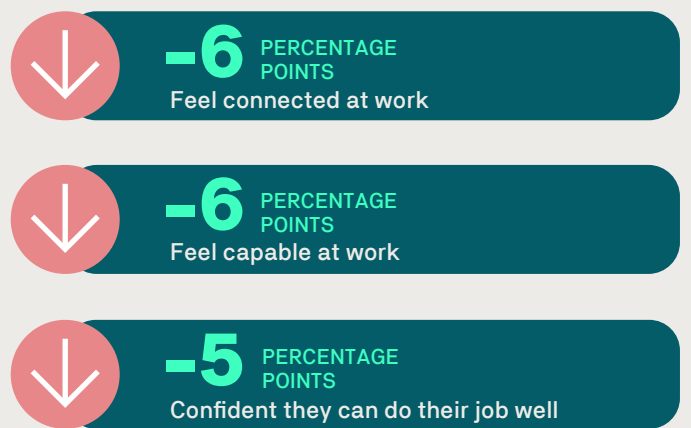 –6 PERCENTAGE
POINTS
Feel connected at work
–6 PERCENTAGE
POINTS
Feel capable at work
–5 PERCENTAGE
POINTS
Confident they can do their job well